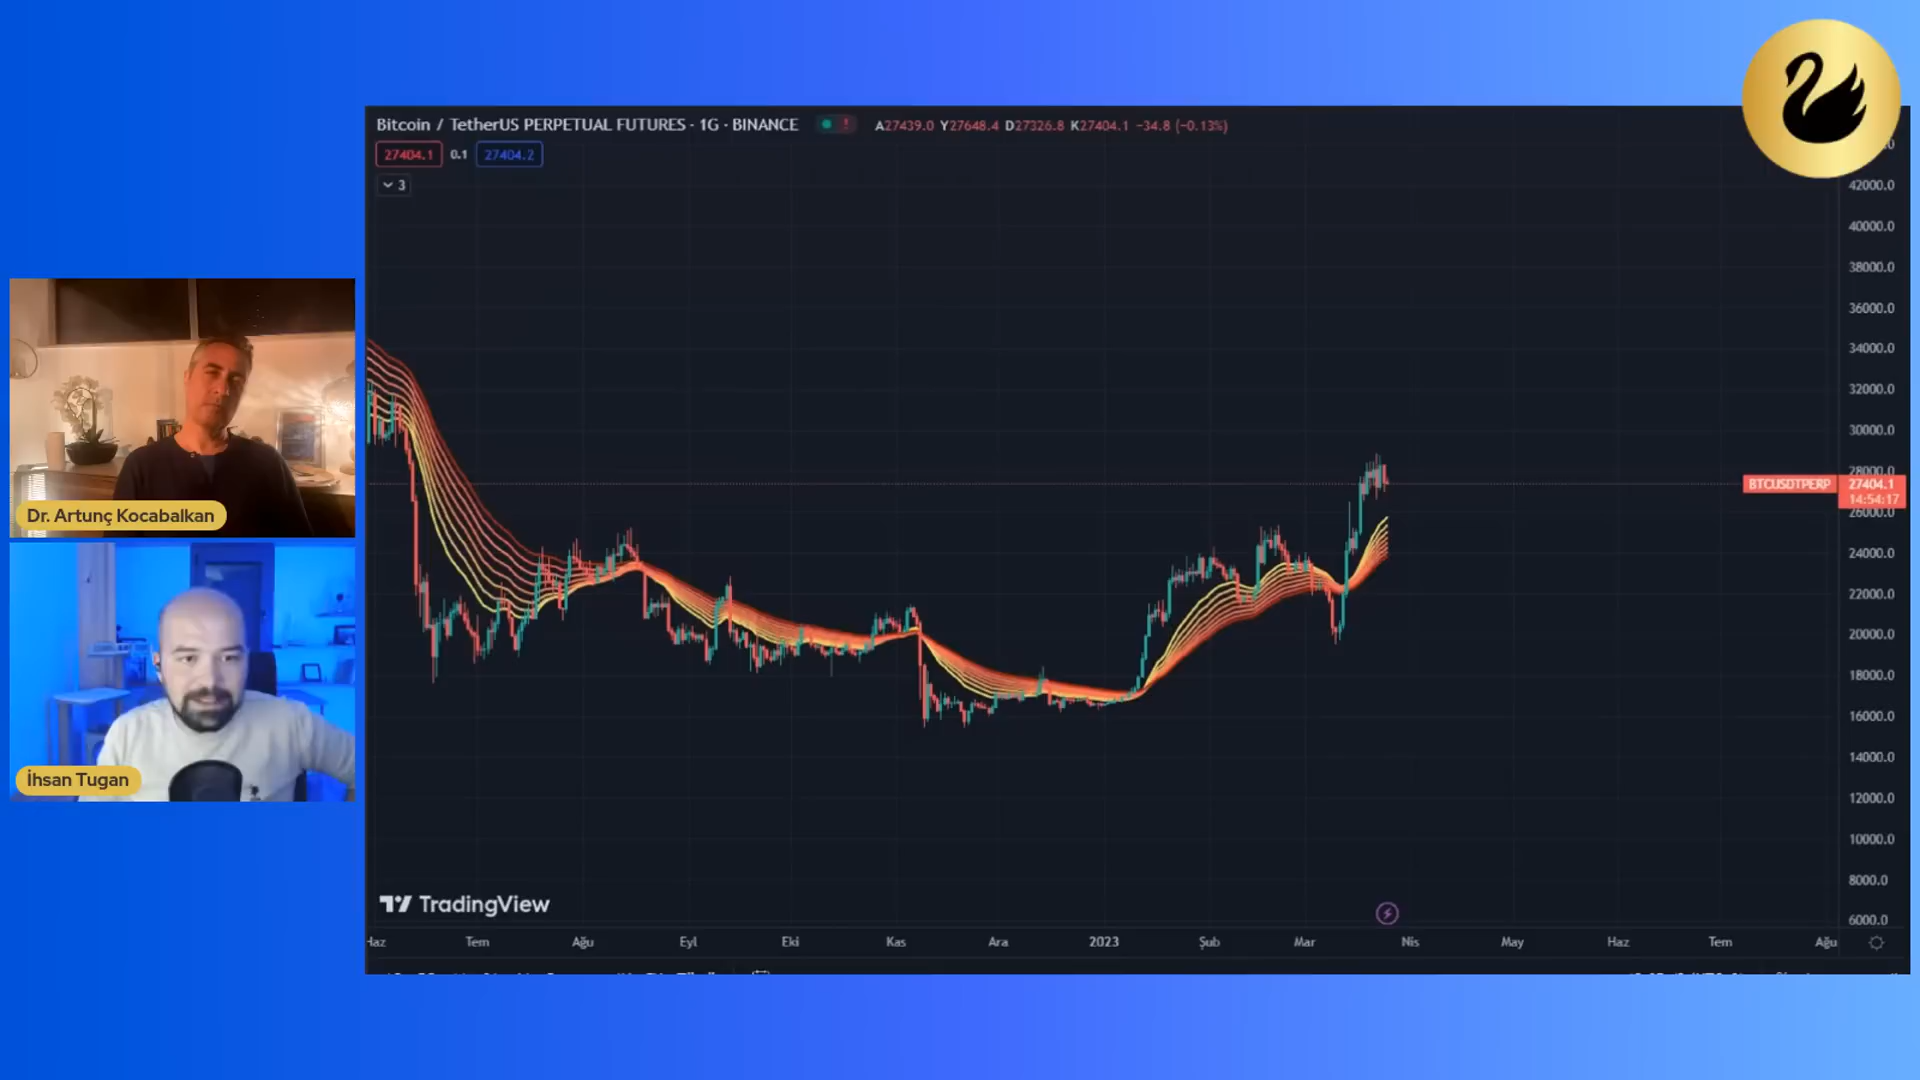 Bitcoin / TetherUS PERPETUAL FUTURES · 1G · BINANCE
A27439.0 Y27648.4 D27326.8 K27404.1 −34.8 (−0.13%)
27404.1 0.1 27404.2
3
42000.0
40000.0
38000.0
36000.0
34000.0
32000.0
30000.0
28000.0
BTCUSDTPERP 27404.1
14:54:17
26000.0
24000.0
22000.0
20000.0
18000.0
16000.0
14000.0
12000.0
10000.0
8000.0
6000.0
Dr. Artunç Kocabalkan
İhsan Tugan
TradingView
Haz Tem Ağu Eyl Eki Kas Ara 2023 Şub Mar Nis May Haz Tem Ağu